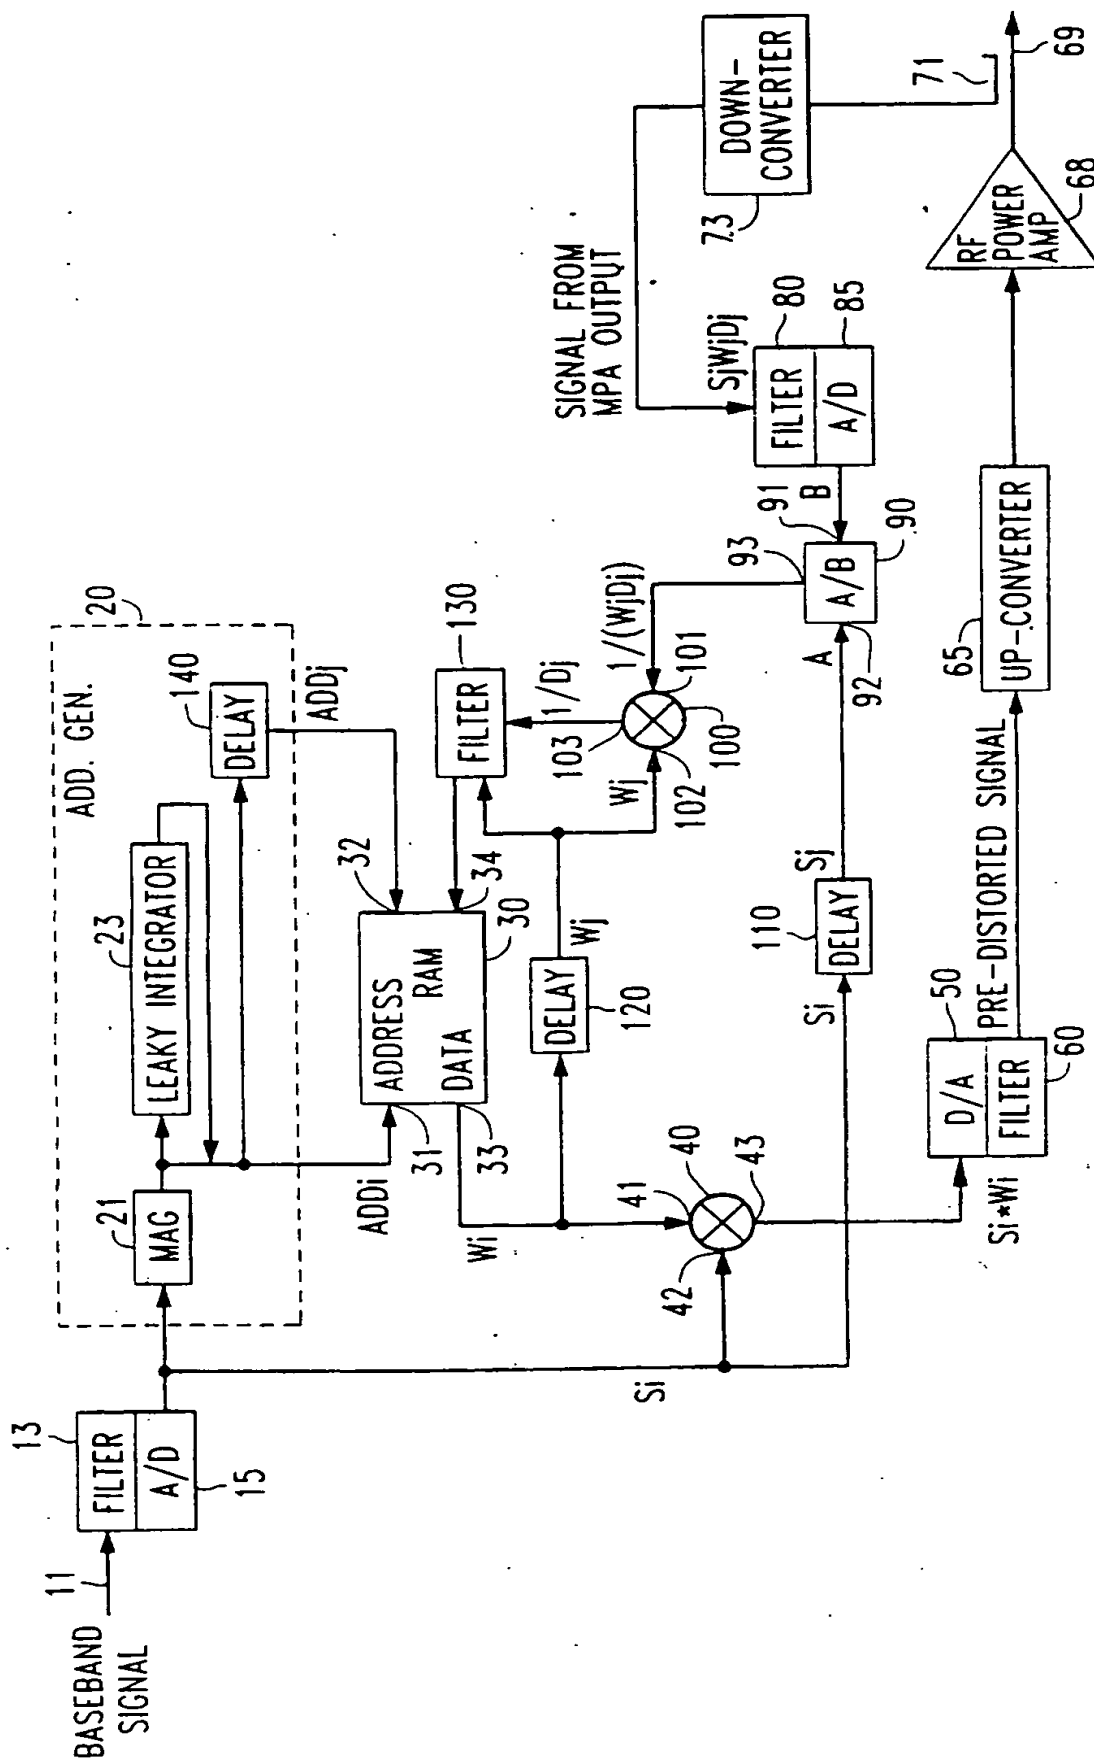 BASEBAND
SIGNAL
11
13
FILTER
A/D
15
20
ADD. GEN.
21
MAG
23
LEAKY INTEGRATOR
140
DELAY
ADDi
ADDj
31
32
ADDRESS
RAM
DATA
33
34
30
Wi
130
FILTER
DELAY
120
Wj
1/Dj
103
Wj
102
100
101
1/(WjDj)
41
40
42
43
Si
Si
110
DELAY
Sj
A
92
A/B
90
93
91
B
SIGNAL FROM
MPA OUTPUT
SjWjDj
FILTER
80
A/D
85
DOWN-
CONVERTER
73
71
Si*Wi
D/A
50
FILTER
60
PRE-DISTORTED SIGNAL
65
UP-CONVERTER
RF
POWER
AMP
68
69